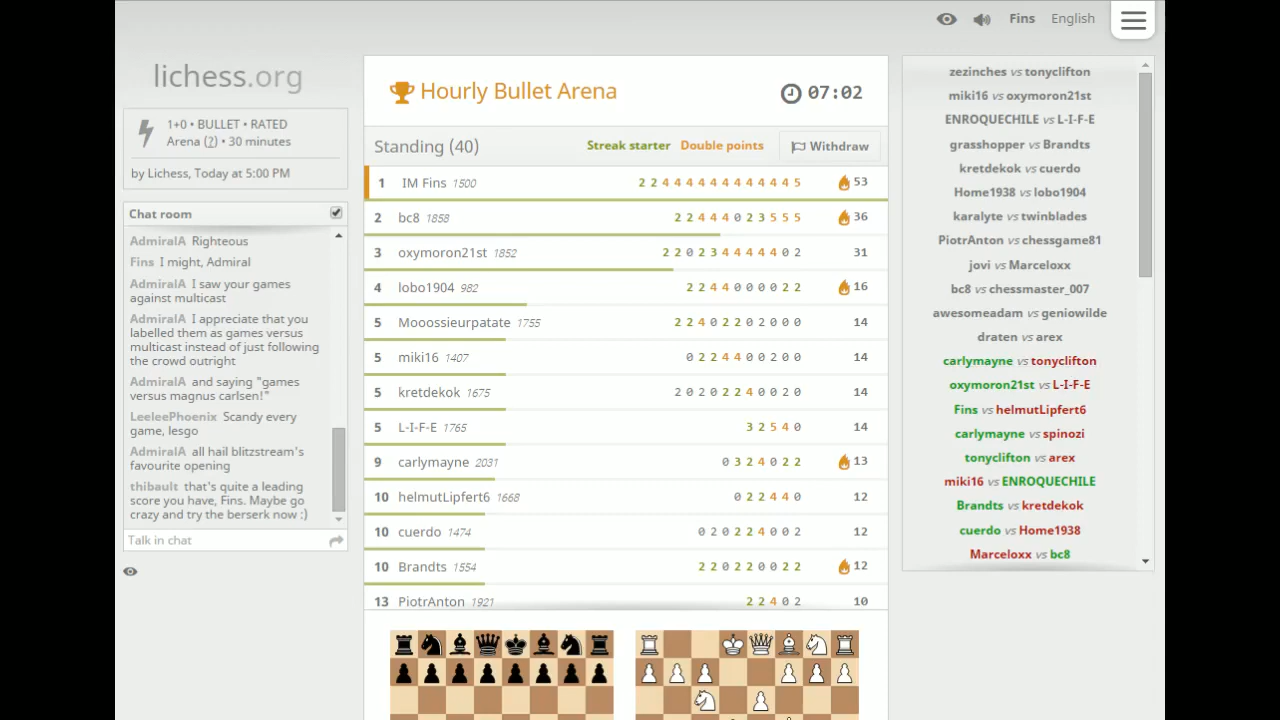 Fins English
lichess.org
1+0 • BULLET • RATED
Arena (?) • 30 minutes
by Lichess, Today at 5:00 PM
Chat room
AdmiralA Righteous
Fins I might, Admiral
AdmiralA I saw your games
against multicast
AdmiralA I appreciate that you
labelled them as games versus
multicast instead of just following
the crowd outright
AdmiralA and saying "games
versus magnus carlsen!"
LeeleePhoenix Scandy every
game, lesgo
AdmiralA all hail blitzstream's
favourite opening
thibault that's quite a leading
score you have, Fins. Maybe go
crazy and try the berserk now :)
Talk in chat
Hourly Bullet Arena 07:02
Standing (40) Streak starter Double points Withdraw
1 IM Fins 1500 2 2 4 4 4 4 4 4 4 4 4 4 4 5 53
2 bc8 1858 2 2 4 4 4 0 2 3 5 5 5 36
3 oxymoron21st 1852 2 2 0 2 3 4 4 4 4 4 0 2 31
4 lobo1904 982 2 2 4 4 0 0 0 0 2 2 16
5 Mooossieurpatate 1755 2 2 4 0 2 2 0 2 0 0 0 14
5 miki16 1407 0 2 2 4 4 0 0 2 0 0 14
5 kretdekok 1675 2 0 2 0 2 2 4 0 0 2 0 14
5 L-I-F-E 1765 3 2 5 4 0 14
9 carlymayne 2031 0 3 2 4 0 2 2 13
10 helmutLipfert6 1668 0 2 2 4 4 0 12
10 cuerdo 1474 0 2 0 2 2 4 0 0 2 12
10 Brandts 1554 2 2 0 2 2 0 0 2 2 12
13 PiotrAnton 1921 2 2 4 0 2 10
zezinches vs tonyclifton
miki16 vs oxymoron21st
ENROQUECHILE vs L-I-F-E
grasshopper vs Brandts
kretdekok vs cuerdo
Home1938 vs lobo1904
karalyte vs twinblades
PiotrAnton vs chessgame81
jovi vs Marceloxx
bc8 vs chessmaster_007
awesomeadam vs geniowilde
draten vs arex
carlymayne vs tonyclifton
oxymoron21st vs L-I-F-E
Fins vs helmutLipfert6
carlymayne vs spinozi
tonyclifton vs arex
miki16 vs ENROQUECHILE
Brandts vs kretdekok
cuerdo vs Home1938
Marceloxx vs bc8